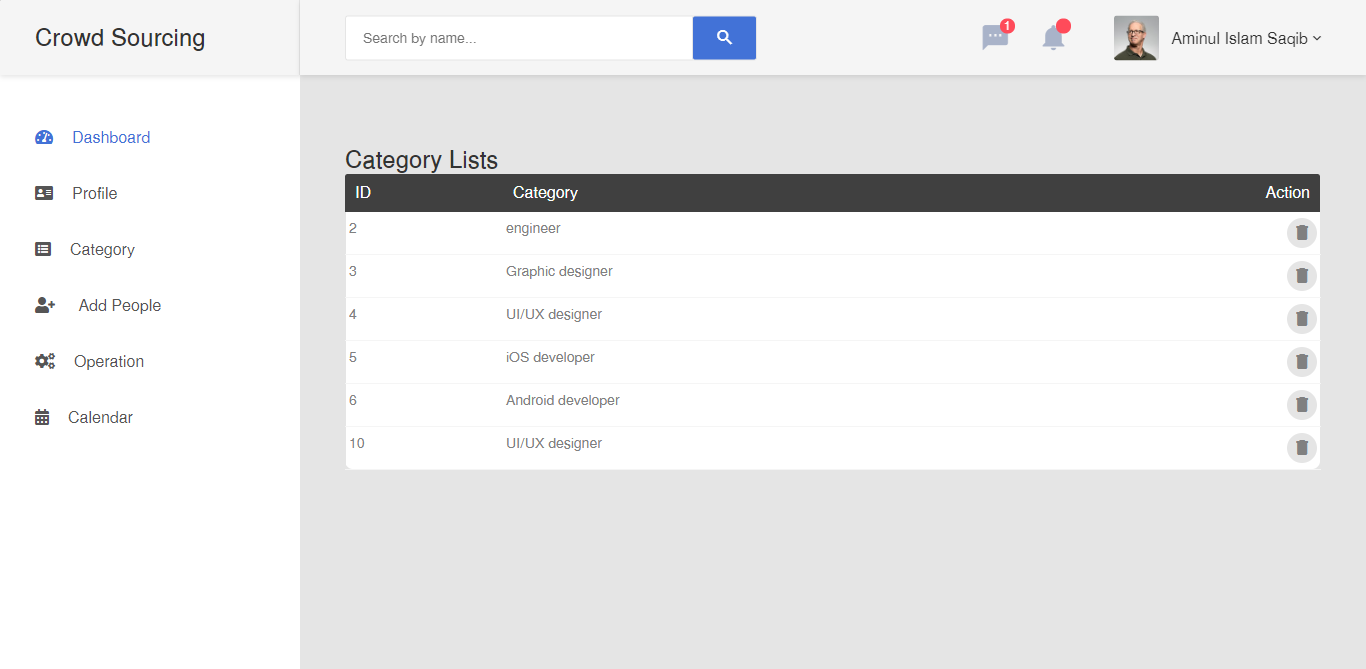 Crowd Sourcing
Search by name...
1
Aminul Islam Saqib
Dashboard
Profile
Category
Add People
Operation
Calendar
Category Lists
ID Category Action
2 engineer
3 Graphic designer
4 UI/UX designer
5 iOS developer
6 Android developer
10 UI/UX designer